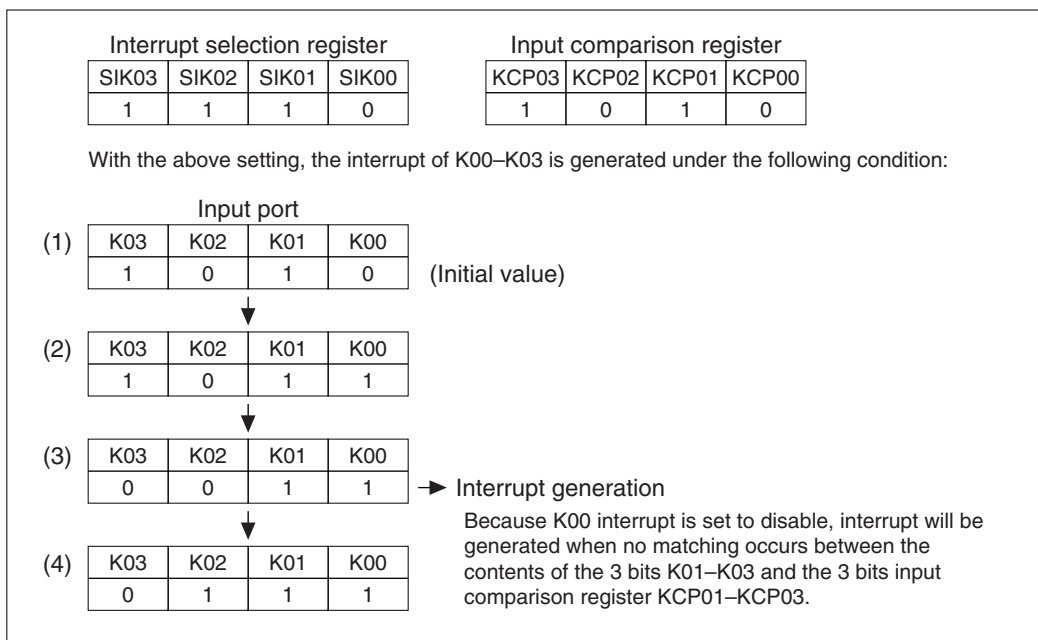 Interrupt selection register
SIK03 SIK02 SIK01 SIK00
1 1 1 0
Input comparison register
KCP03 KCP02 KCP01 KCP00
1 0 1 0
With the above setting, the interrupt of K00–K03 is generated under the following condition:
Input port
(1) K03 K02 K01 K00
1 0 1 0 (Initial value)
(2) K03 K02 K01 K00
1 0 1 1
(3) K03 K02 K01 K00
0 0 1 1 Interrupt generation
Because K00 interrupt is set to disable, interrupt will be
generated when no matching occurs between the
contents of the 3 bits K01–K03 and the 3 bits input
comparison register KCP01–KCP03.
(4) K03 K02 K01 K00
0 1 1 1